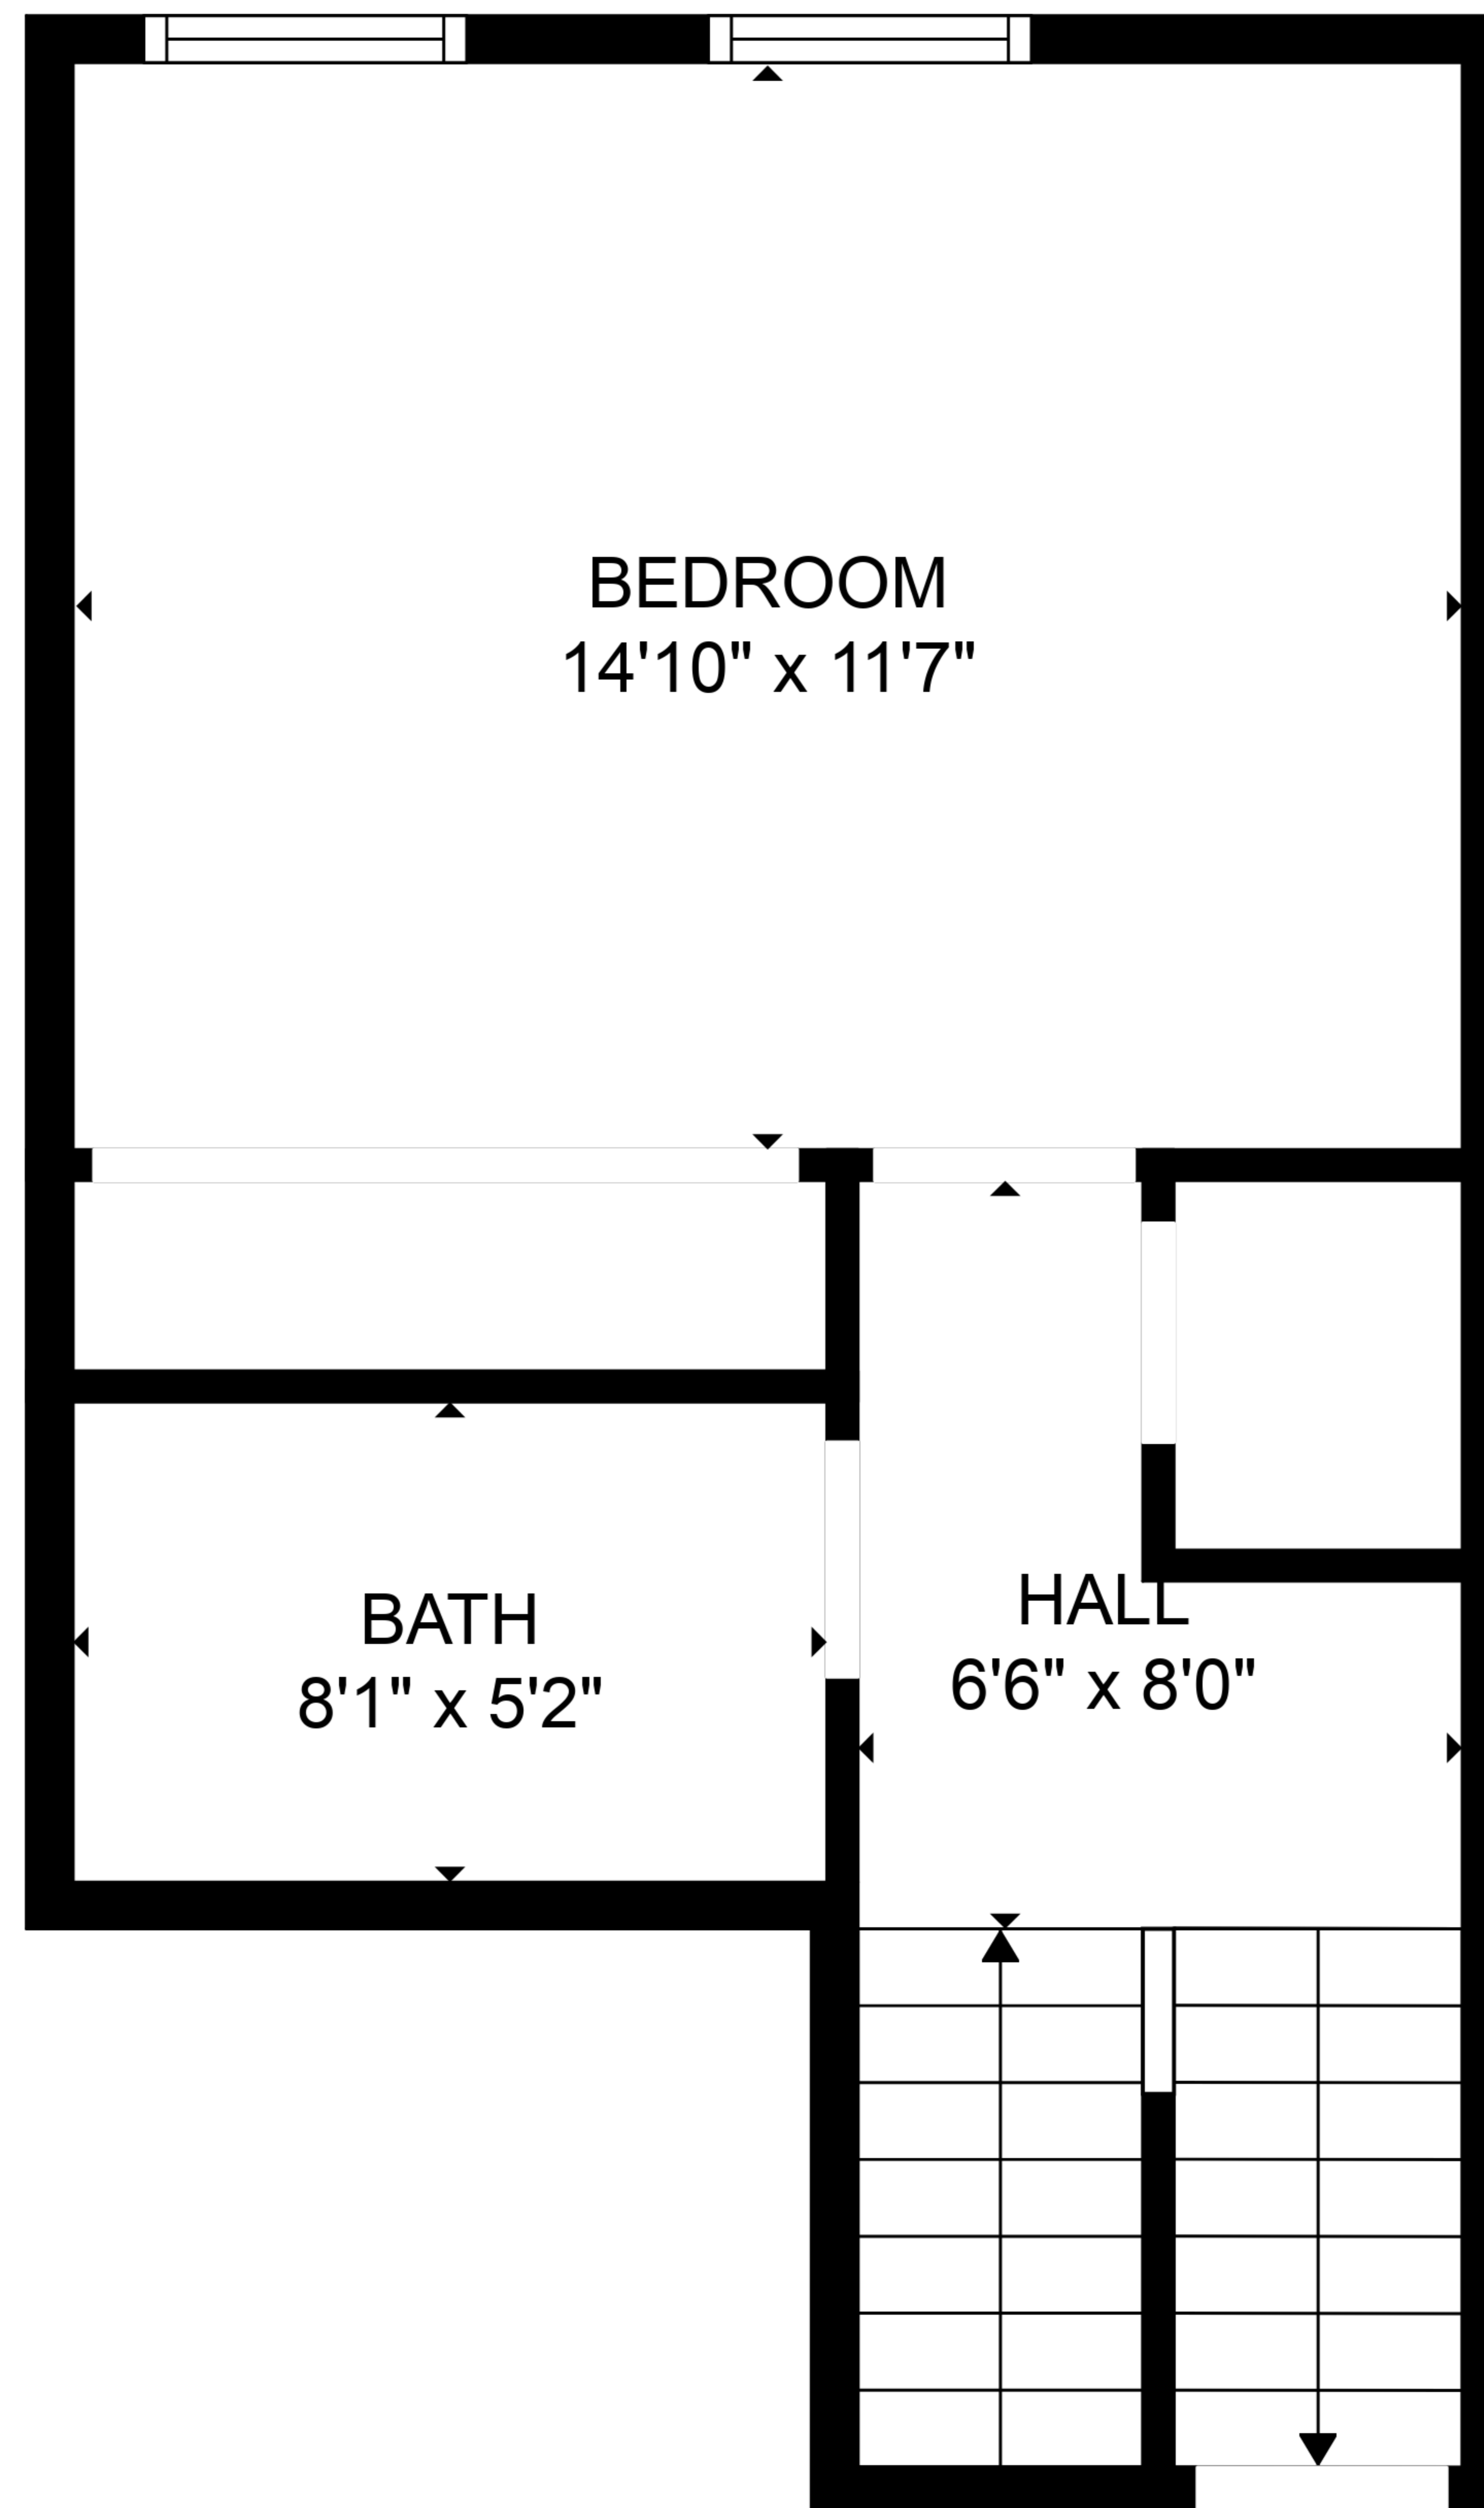 BEDROOM
14'10" x 11'7"
BATH
8'1" x 5'2"
HALL
6'6" x 8'0"